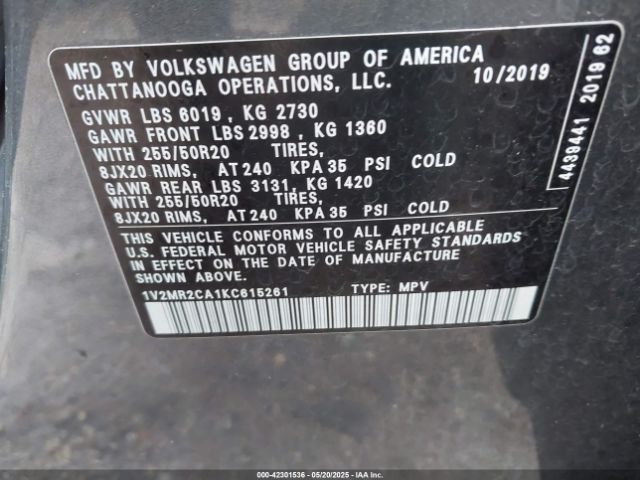 MFD BY VOLKSWAGEN GROUP OF AMERICA
CHATTANOOGA OPERATIONS, LLC. 10/2019
GVWR LBS 6019, KG 2730
GAWR FRONT LBS 2998, KG 1360
WITH 255/50R20 TIRES,
8JX20 RIMS, AT 240 KPA 35 PSI COLD
GAWR REAR LBS 3131, KG 1420
WITH 255/50R20 TIRES,
8JX20 RIMS, AT 240 KPA 35 PSI COLD
THIS VEHICLE CONFORMS TO ALL APPLICABLE
U.S. FEDERAL MOTOR VEHICLE SAFETY STANDARDS
IN EFFECT ON THE DATE OF MANUFACTURE
SHOWN ABOVE.
1V2MR2CA1KC615261 TYPE: MPV
4439441 2019 62
000-42301536 - 05/20/2025 - IAAI.com